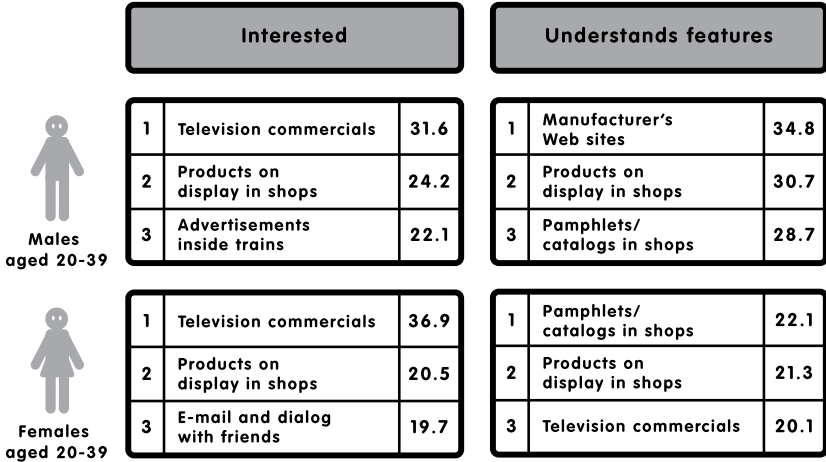 Interested
Understands features
1 Television commercials 31.6
2 Products on
display in shops 24.2
3 Advertisements
inside trains 22.1
1 Manufacturer's
Web sites 34.8
2 Products on
display in shops 30.7
3 Pamphlets/
catalogs in shops 28.7
Males
aged 20-39
1 Television commercials 36.9
2 Products on
display in shops 20.5
3 E-mail and dialog
with friends 19.7
1 Pamphlets/
catalogs in shops 22.1
2 Products on
display in shops 21.3
3 Television commercials 20.1
Females
aged 20-39